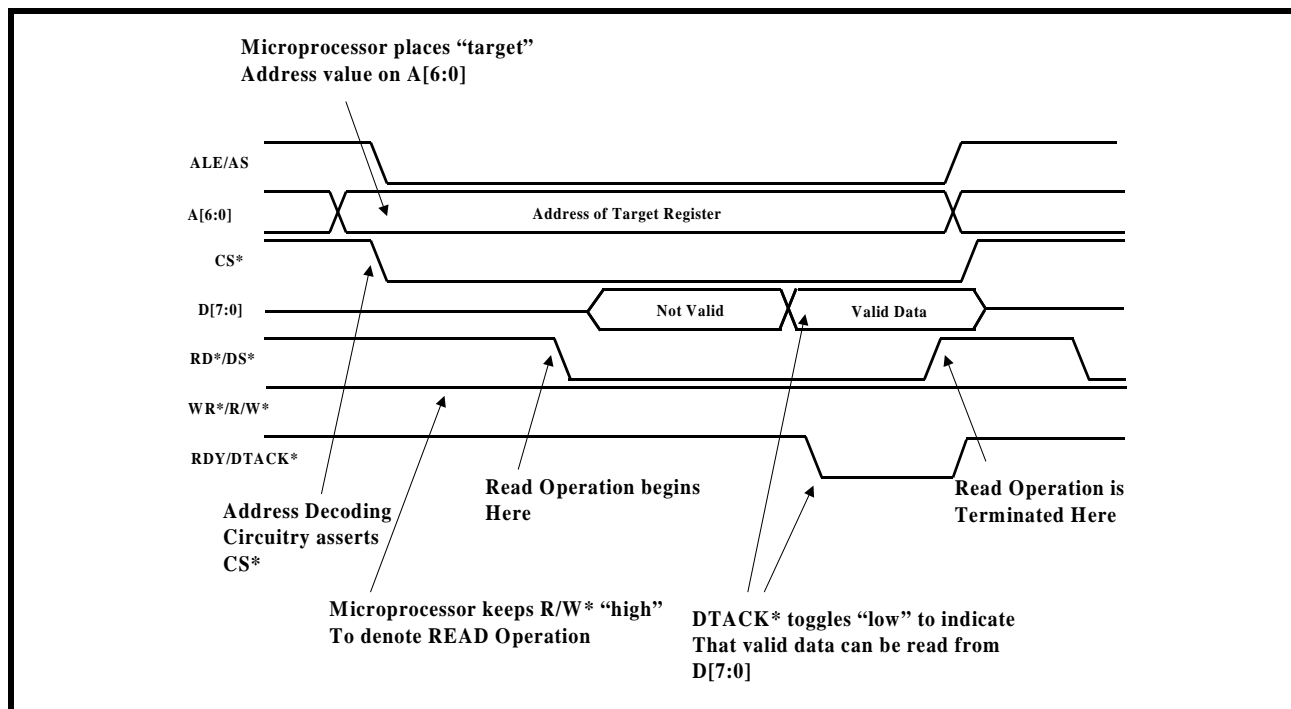 Microprocessor places “target”
Address value on A[6:0]
ALE/AS
A[6:0]
Address of Target Register
CS*
D[7:0]
Not Valid
Valid Data
RD*/DS*
WR*/R/W*
RDY/DTACK*
Read Operation begins
Here
Read Operation is
Terminated Here
Address Decoding
Circuitry asserts
CS*
Microprocessor keeps R/W* “high”
To denote READ Operation
DTACK* toggles “low” to indicate
That valid data can be read from
D[7:0]